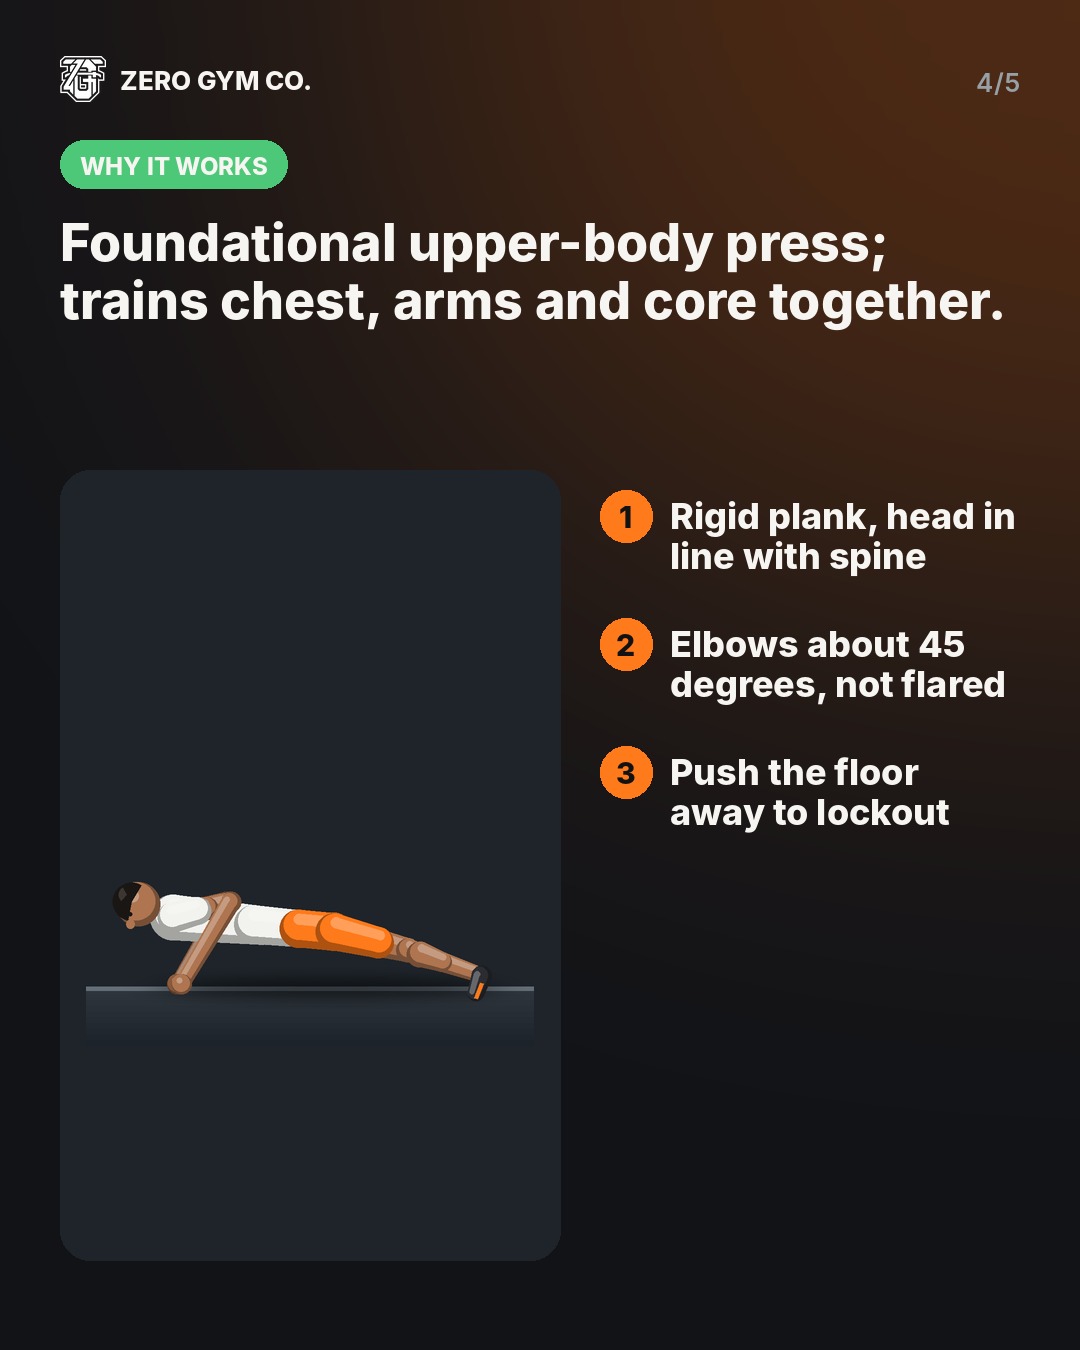 ZERO GYM CO.
4/5
WHY IT WORKS
Foundational upper-body press;
trains chest, arms and core together.
1 Rigid plank, head in
line with spine
2 Elbows about 45
degrees, not flared
3 Push the floor
away to lockout